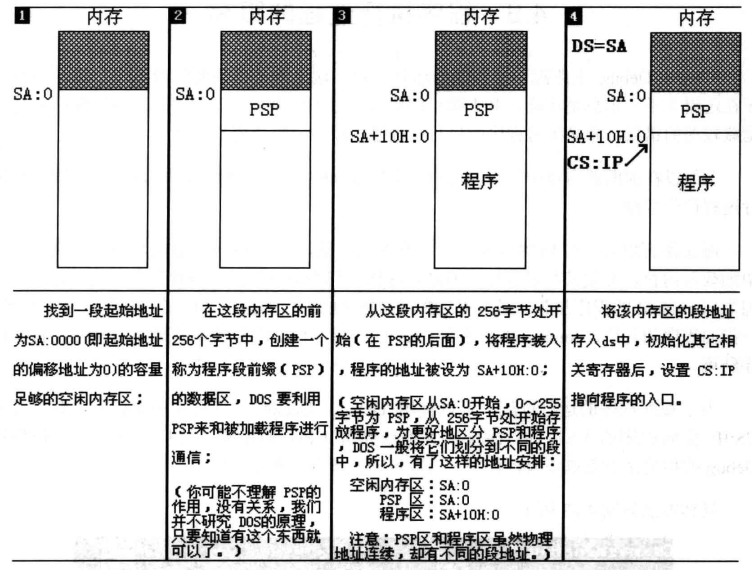 1
内存
SA:0
找到一段起始地址
为SA:0000(即起始地址
的偏移地址为0)的容量
足够的空闲内存区；
2
内存
SA:0
PSP
在这段内存区的前
256个字节中，创建一个
称为程序段前缀（PSP）
的数据区，DOS 要利用
PSP来和被加载程序进行
通信；
（你可能不理解 PSP的
作用，没有关系，我们
并不研究 DOS的原理，
只要知道有这个东西就
可以了。）
3
内存
SA:0
PSP
SA+10H:0
程序
从这段内存区的 256字节处开
始（在 PSP的后面），将程序装入
，程序的地址被设为 SA+10H:0；
（空闲内存区从SA:0开始，0～255
字节为 PSP，从 256字节处开始存
放程序，为更好地区分 PSP和程序
，DOS 一般将它们划分到不同的段
中，所以，有了这样的地址安排：
空闲内存区：SA:0
PSP 区：SA:0
程序区：SA+10H:0
注意：PSP区和程序区虽然物理
地址连续，却有不同的段地址。）
4
内存
DS=SA
SA:0
PSP
SA+10H:0
CS:IP
程序
将该内存区的段地址
存入ds中，初始化其它相
关寄存器后，设置 CS:IP
指向程序的入口。